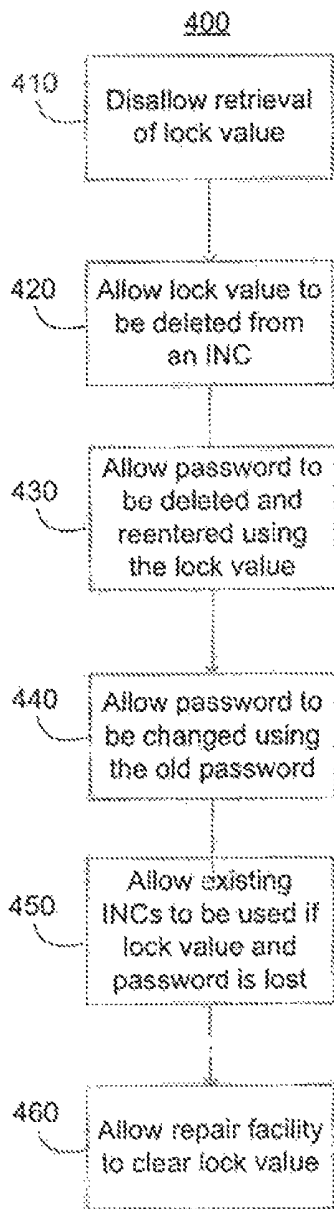 400
410
Disallow retrieval
of lock value
420
Allow lock value to
be deleted from
an INC
430
Allow password to
be deleted and
reentered using
the lock value
440
Allow password to
be changed using
the old password
450
Allow existing
INCs to be used if
lock value and
password is lost
460
Allow repair facility
to clear lock value